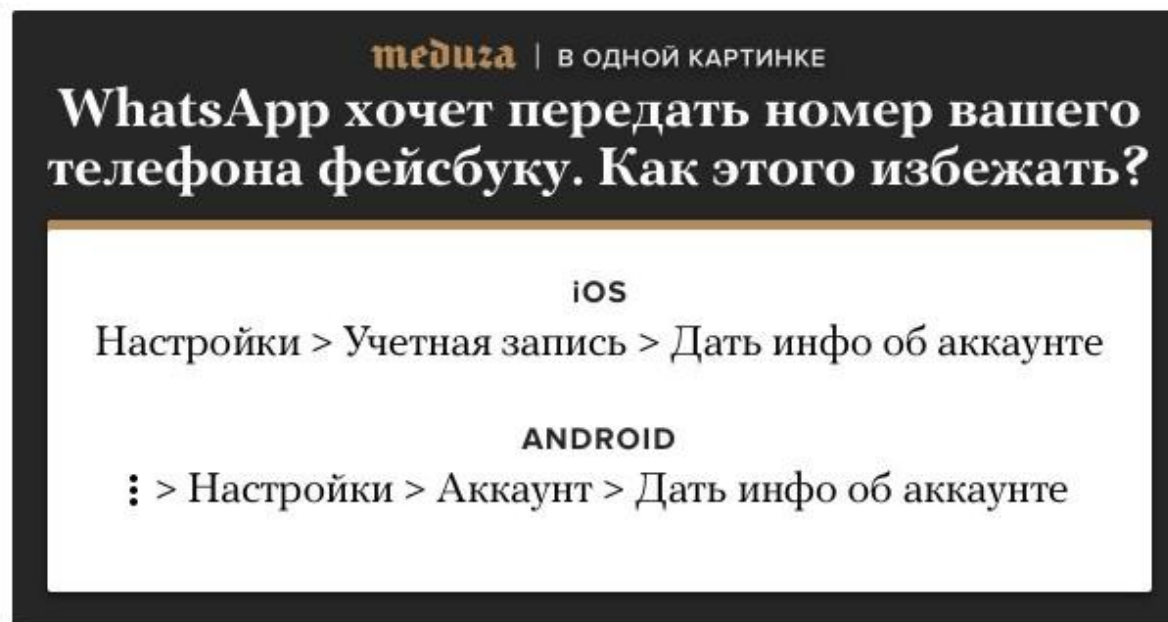 meduza | В ОДНОЙ КАРТИНКЕ
WhatsApp хочет передать номер вашего
телефона фейсбуку. Как этого избежать?
iOS
Настройки > Учетная запись > Дать инфо об аккаунте
ANDROID
⋮ > Настройки > Аккаунт > Дать инфо об аккаунте